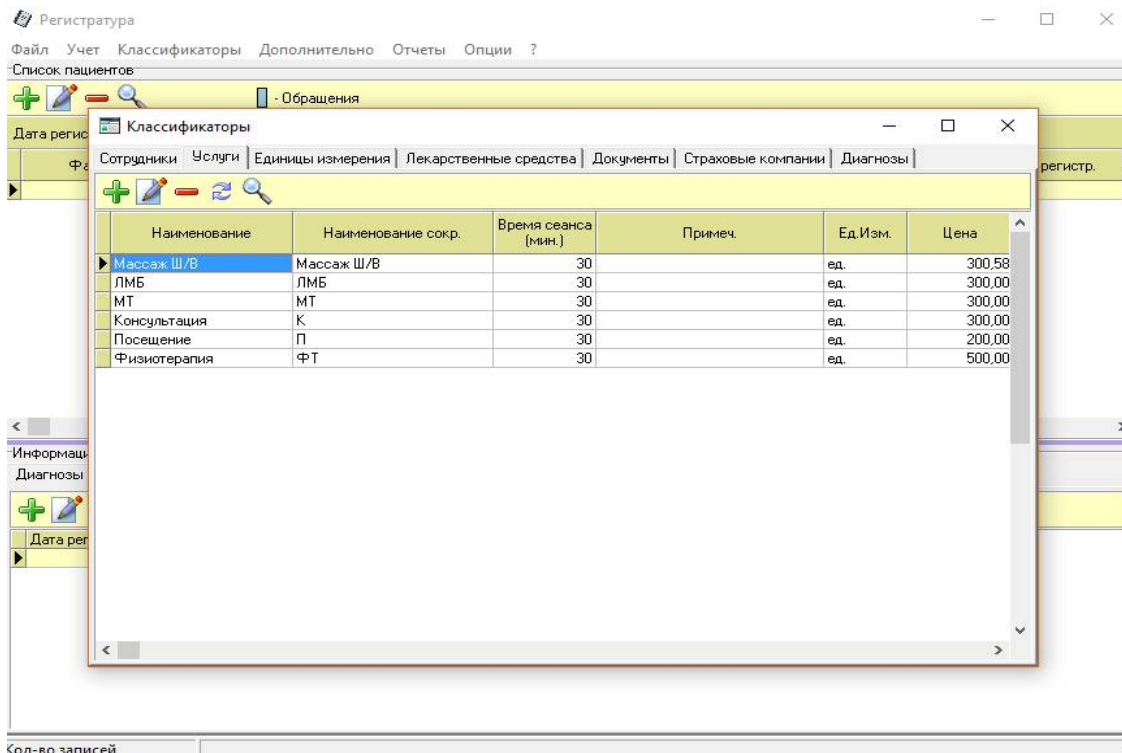 Регистратура
Файл Учет Классификаторы Дополнительно Отчеты Опции ?
Список пациентов
- Обращения
Дата регис
Классификаторы
Сотрудники Услуги Единицы измерения Лекарственные средства Документы Страховые компании Диагнозы
Фа
регистр.
Наименование Наименование сокр. Время сеанса (мин.) Примеч. Ед.Изм. Цена
Массаж Ш/В Массаж Ш/В 30 ед. 300,58
ЛМБ ЛМБ 30 ед. 300,00
МТ МТ 30 ед. 300,00
Консультация К 30 ед. 300,00
Посещение П 30 ед. 200,00
Физиотерапия ФТ 30 ед. 500,00
Информаци
Диагнозы
Дата рег
Кол-во записей